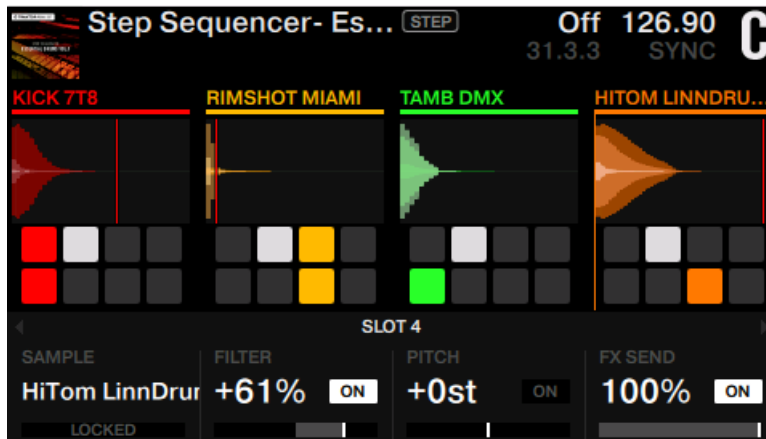 Step Sequencer- Es... STEP Off 126.90 C
31.3.3 SYNC
KICK 7T8 RIMSHOT MIAMI TAMB DMX HITOM LINNDRU...
SLOT 4
SAMPLE FILTER PITCH FX SEND
HiTom LinnDrur +61% ON +0st ON 100% ON
LOCKED